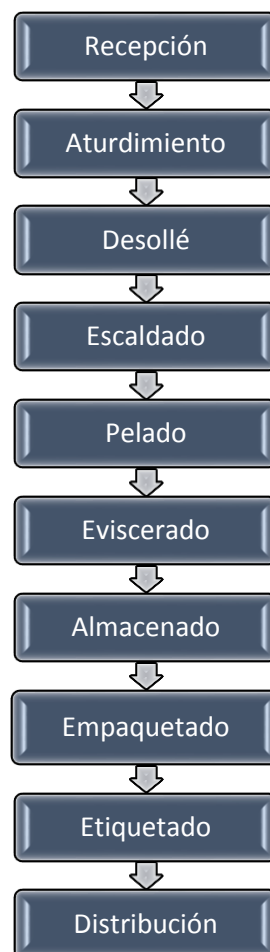 Recepción
Aturdimiento
Desollé
Escaldado
Pelado
Eviscerado
Almacenado
Empaquetado
Etiquetado
Distribución